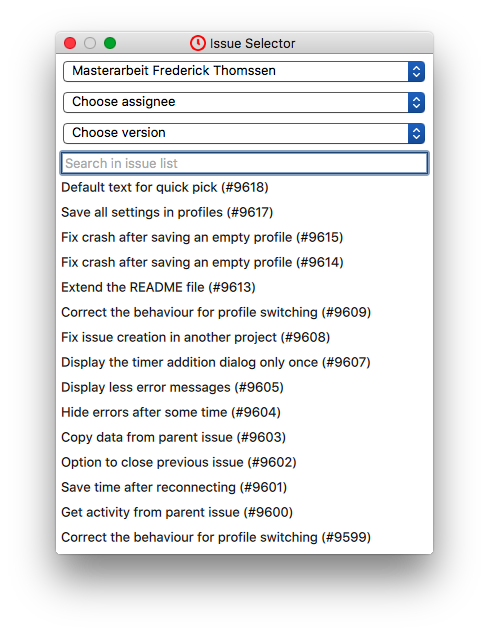 Issue Selector
Masterarbeit Frederick Thomssen
Choose assignee
Choose version
Search in issue list
Default text for quick pick (#9618)
Save all settings in profiles (#9617)
Fix crash after saving an empty profile (#9615)
Fix crash after saving an empty profile (#9614)
Extend the README file (#9613)
Correct the behaviour for profile switching (#9609)
Fix issue creation in another project (#9608)
Display the timer addition dialog only once (#9607)
Display less error messages (#9605)
Hide errors after some time (#9604)
Copy data from parent issue (#9603)
Option to close previous issue (#9602)
Save time after reconnecting (#9601)
Get activity from parent issue (#9600)
Correct the behaviour for profile switching (#9599)